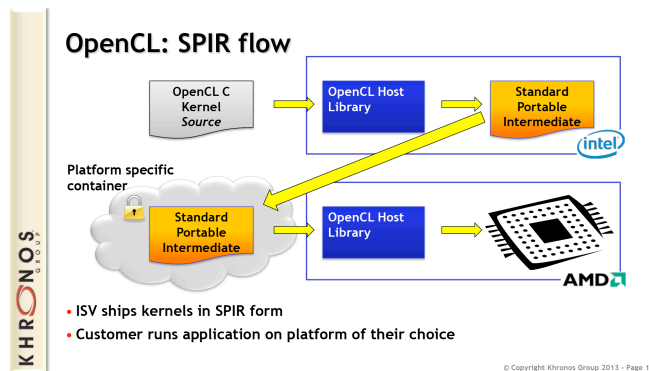 OpenCL: SPIR flow
OpenCL C
Kernel
Source
OpenCL Host
Library
Standard
Portable
Intermediate
intel
Platform specific
container
Standard
Portable
Intermediate
OpenCL Host
Library
AMD
• ISV ships kernels in SPIR form
• Customer runs application on platform of their choice
KHRONOS
GROUP
© Copyright Khronos Group 2013 - Page 1